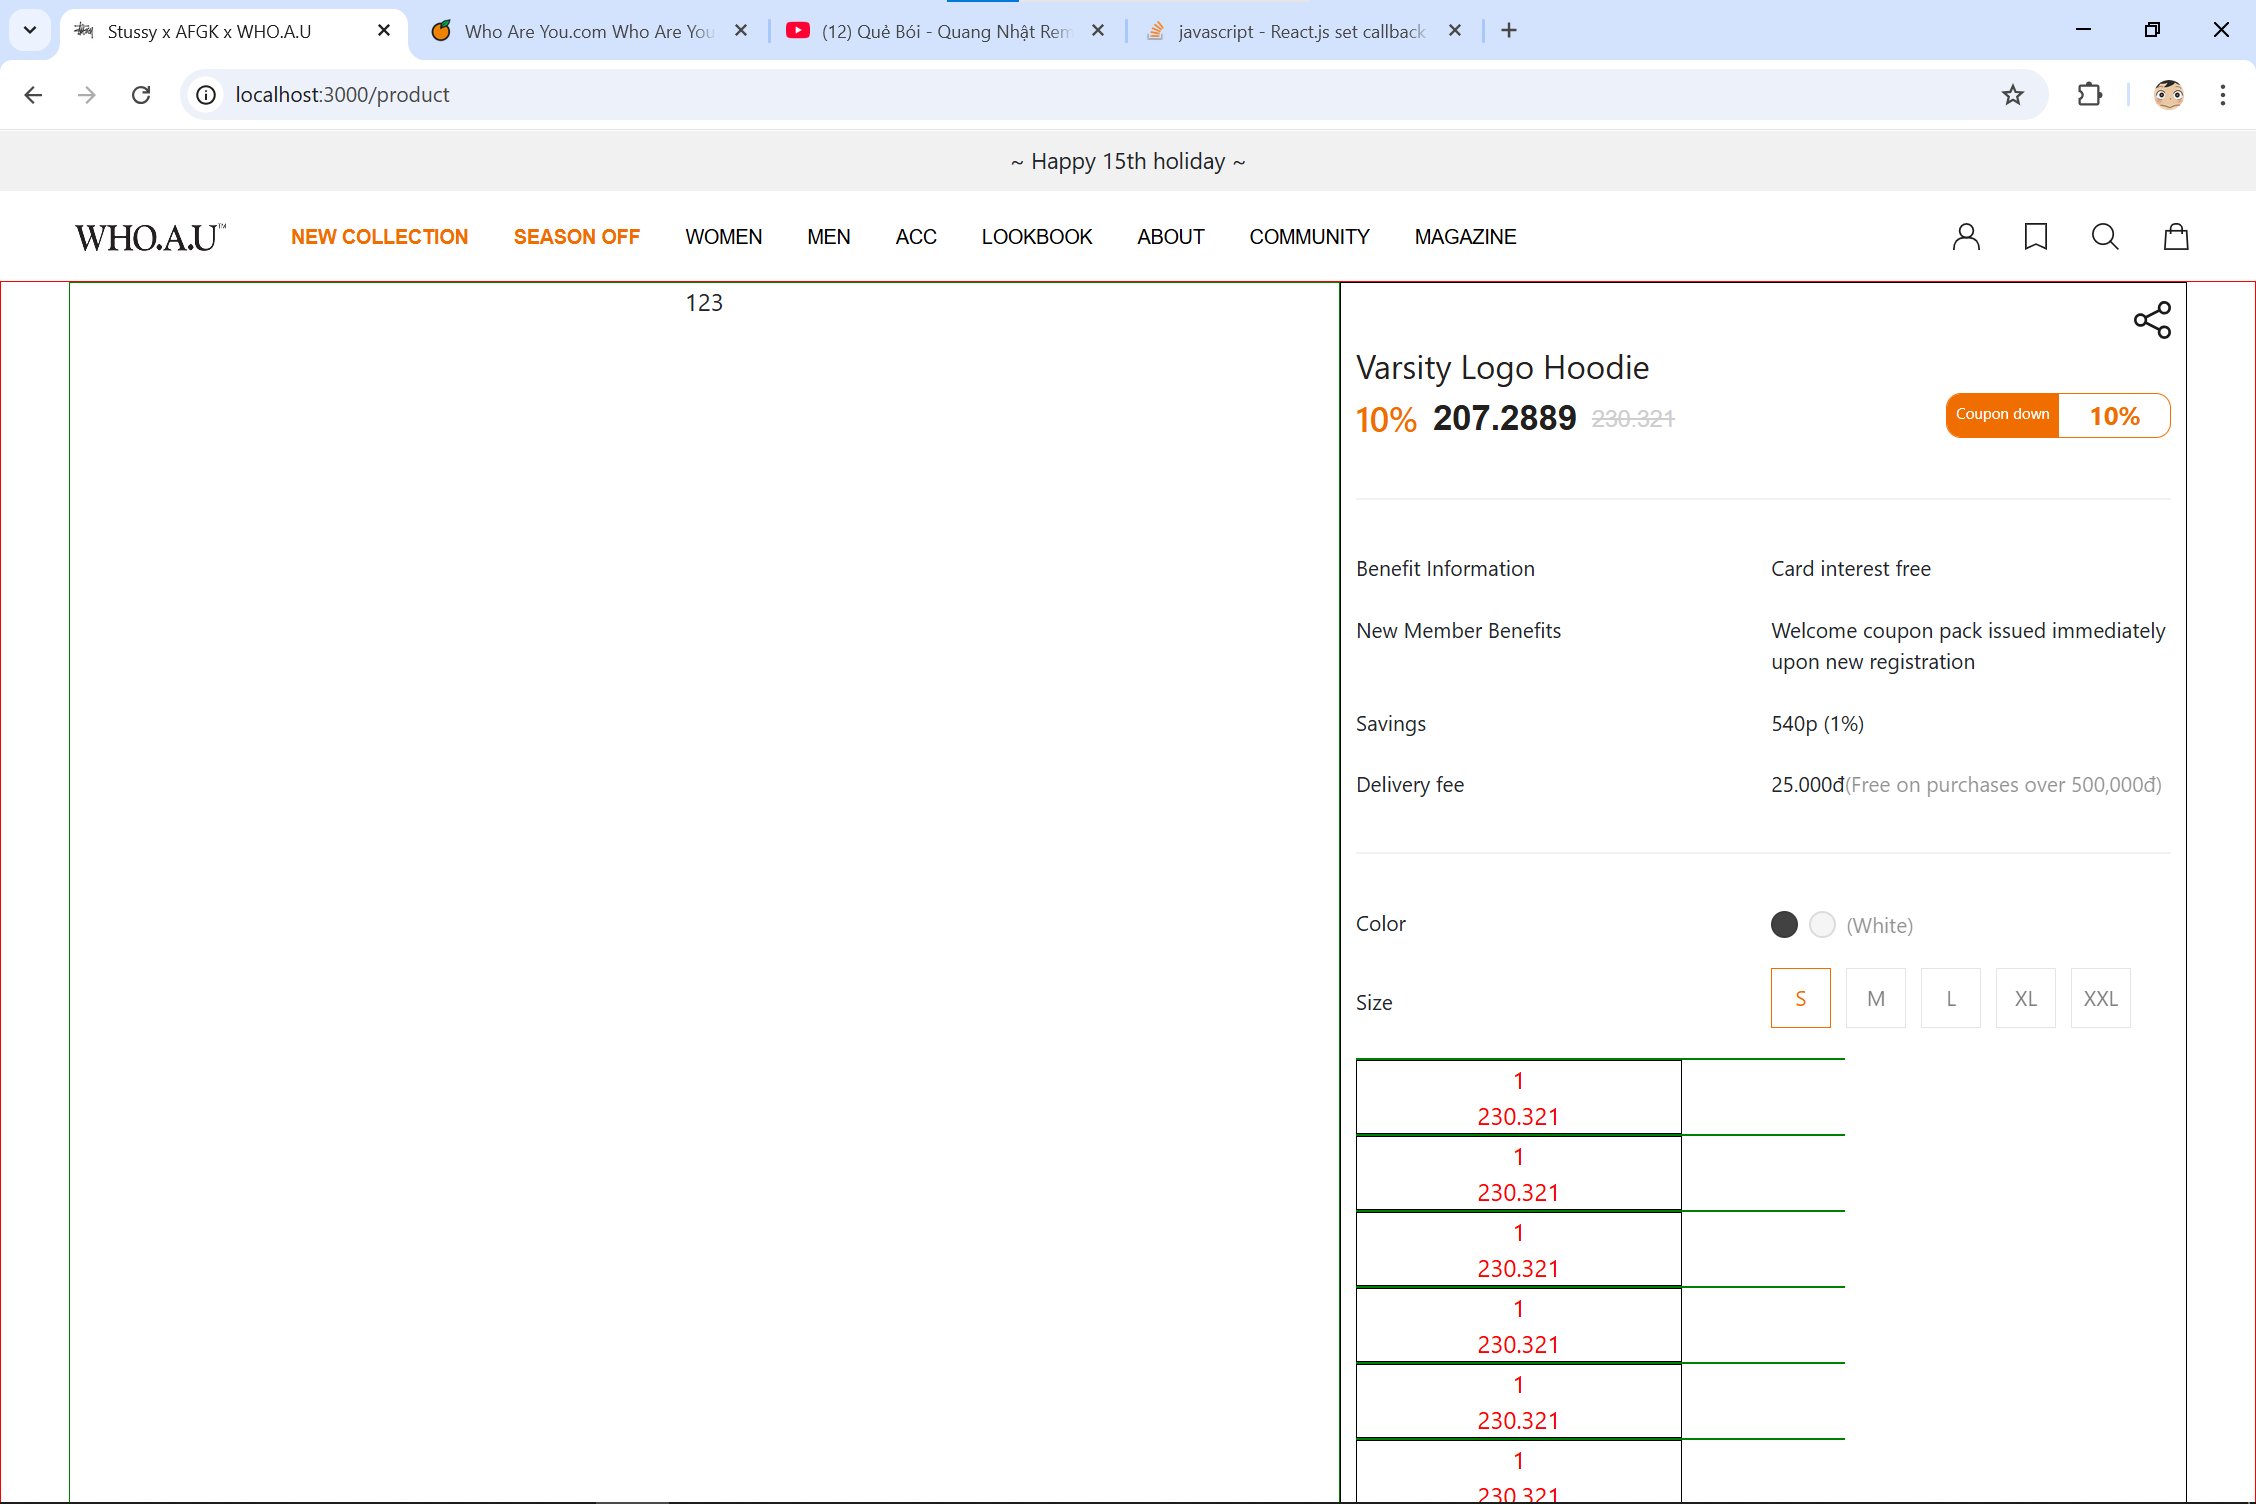 Stussy x AFGK x WHO.A.U
Who Are You.com Who Are You
(12) Quẻ Bói - Quang Nhật Rem
javascript - React.js set callback
localhost:3000/product
~ Happy 15th holiday ~
WHO.A.U™ NEW COLLECTION SEASON OFF WOMEN MEN ACC LOOKBOOK ABOUT COMMUNITY MAGAZINE
123
Varsity Logo Hoodie
10% 207.2889 230.321 Coupon down 10%
Benefit Information Card interest free
New Member Benefits Welcome coupon pack issued immediately
upon new registration
Savings 540p (1%)
Delivery fee 25.000đ(Free on purchases over 500,000đ)
Color (White)
Size S M L XL XXL
1
230.321
1
230.321
1
230.321
1
230.321
1
230.321
1
230.321